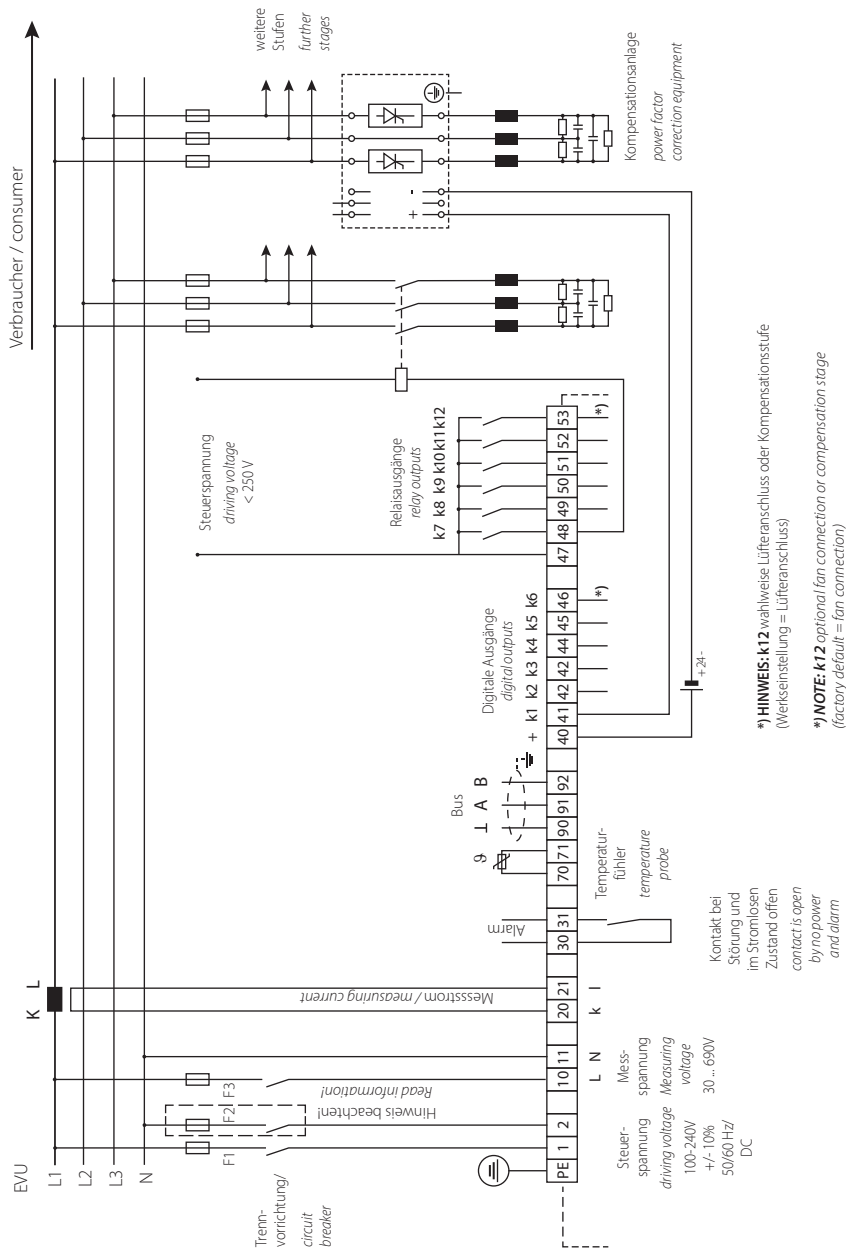 Verbraucher / consumer
EVU
L1
L2
L3
N
K L
weitere
Stufen
further
stages
Trenn-
vorrichtung/
circuit
breaker
F1
F2
F3
Hinweis beachten!
Read information!
Messstrom / measuring current
Alarm
ϑ
Bus
⊥ A B
Steuerspannung
driving voltage
< 250 V
Digitale Ausgänge
digital outputs
+ k1 k2 k3 k4 k5 k6
Relaisausgänge
relay outputs
k7 k8 k9 k10 k11 k12
+ -
Kompensationsanlage
power factor
correction equipment
PE 1 2 10 11 20 21 30 31 70 71 90 91 92 40 41 42 42 44 45 46 47 48 49 50 51 52 53
L N
k l
*)
*)
Steuer-
spannung
driving voltage
100-240V
+/- 10%
50/60 Hz/
DC
Mess-
spannung
Measuring
voltage
30 ... 690V
Kontakt bei
Störung und
im Stromlosen
Zustand offen
contact is open
by no power
and alarm
Temperatur-
fühler
temperature
probe
+24-
*) HINWEIS: k12 wahlweise Lüfteranschluss oder Kompensationsstufe
(Werkseinstellung = Lüfteranschluss)
*) NOTE: k12 optional fan connection or compensation stage
(factory default = fan connection)